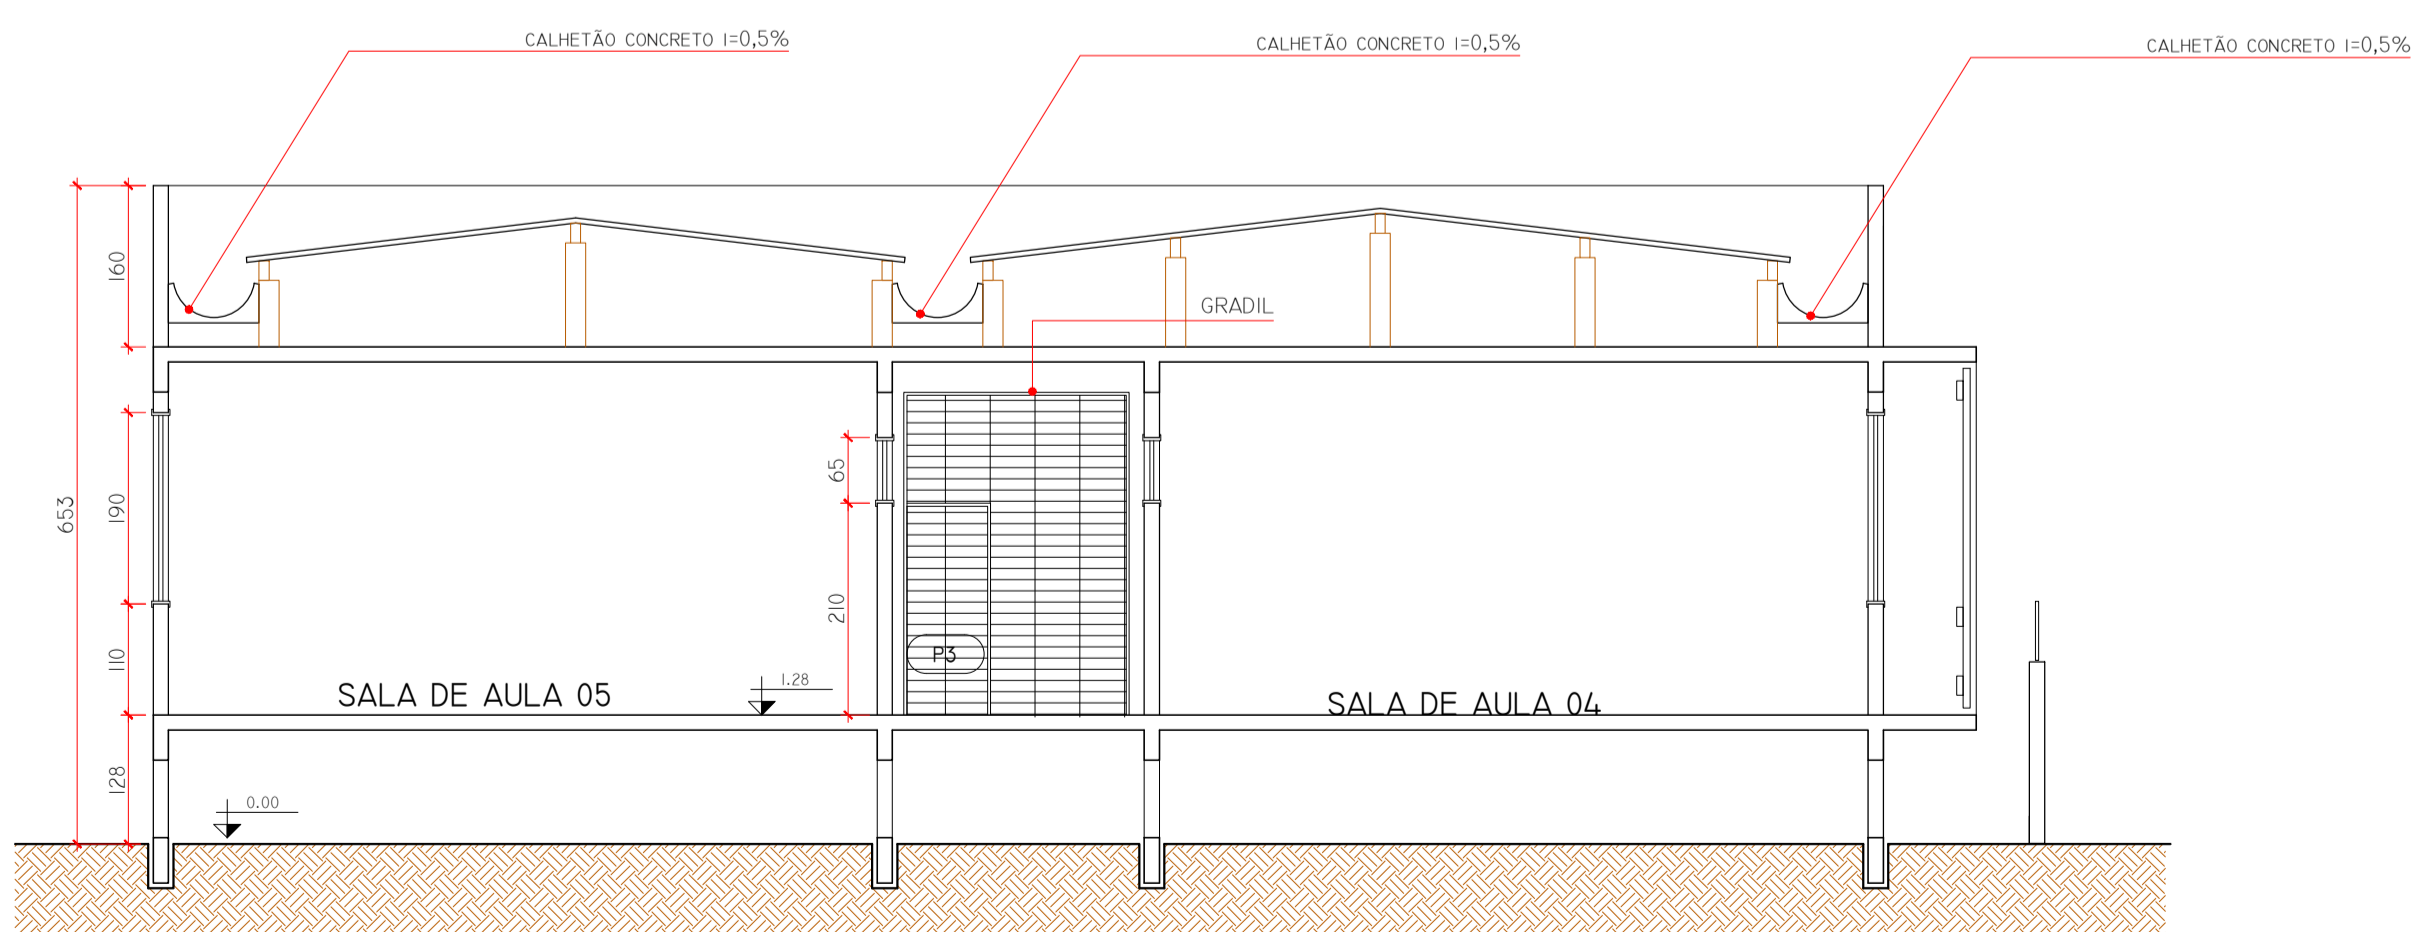 CALHETÃO CONCRETO I=0,5%
CALHETÃO CONCRETO I=0,5%
CALHETÃO CONCRETO I=0,5%
160
GRADIL
65
190
653
210
110
P3
1.28
SALA DE AULA 05
SALA DE AULA 04
128
0.00